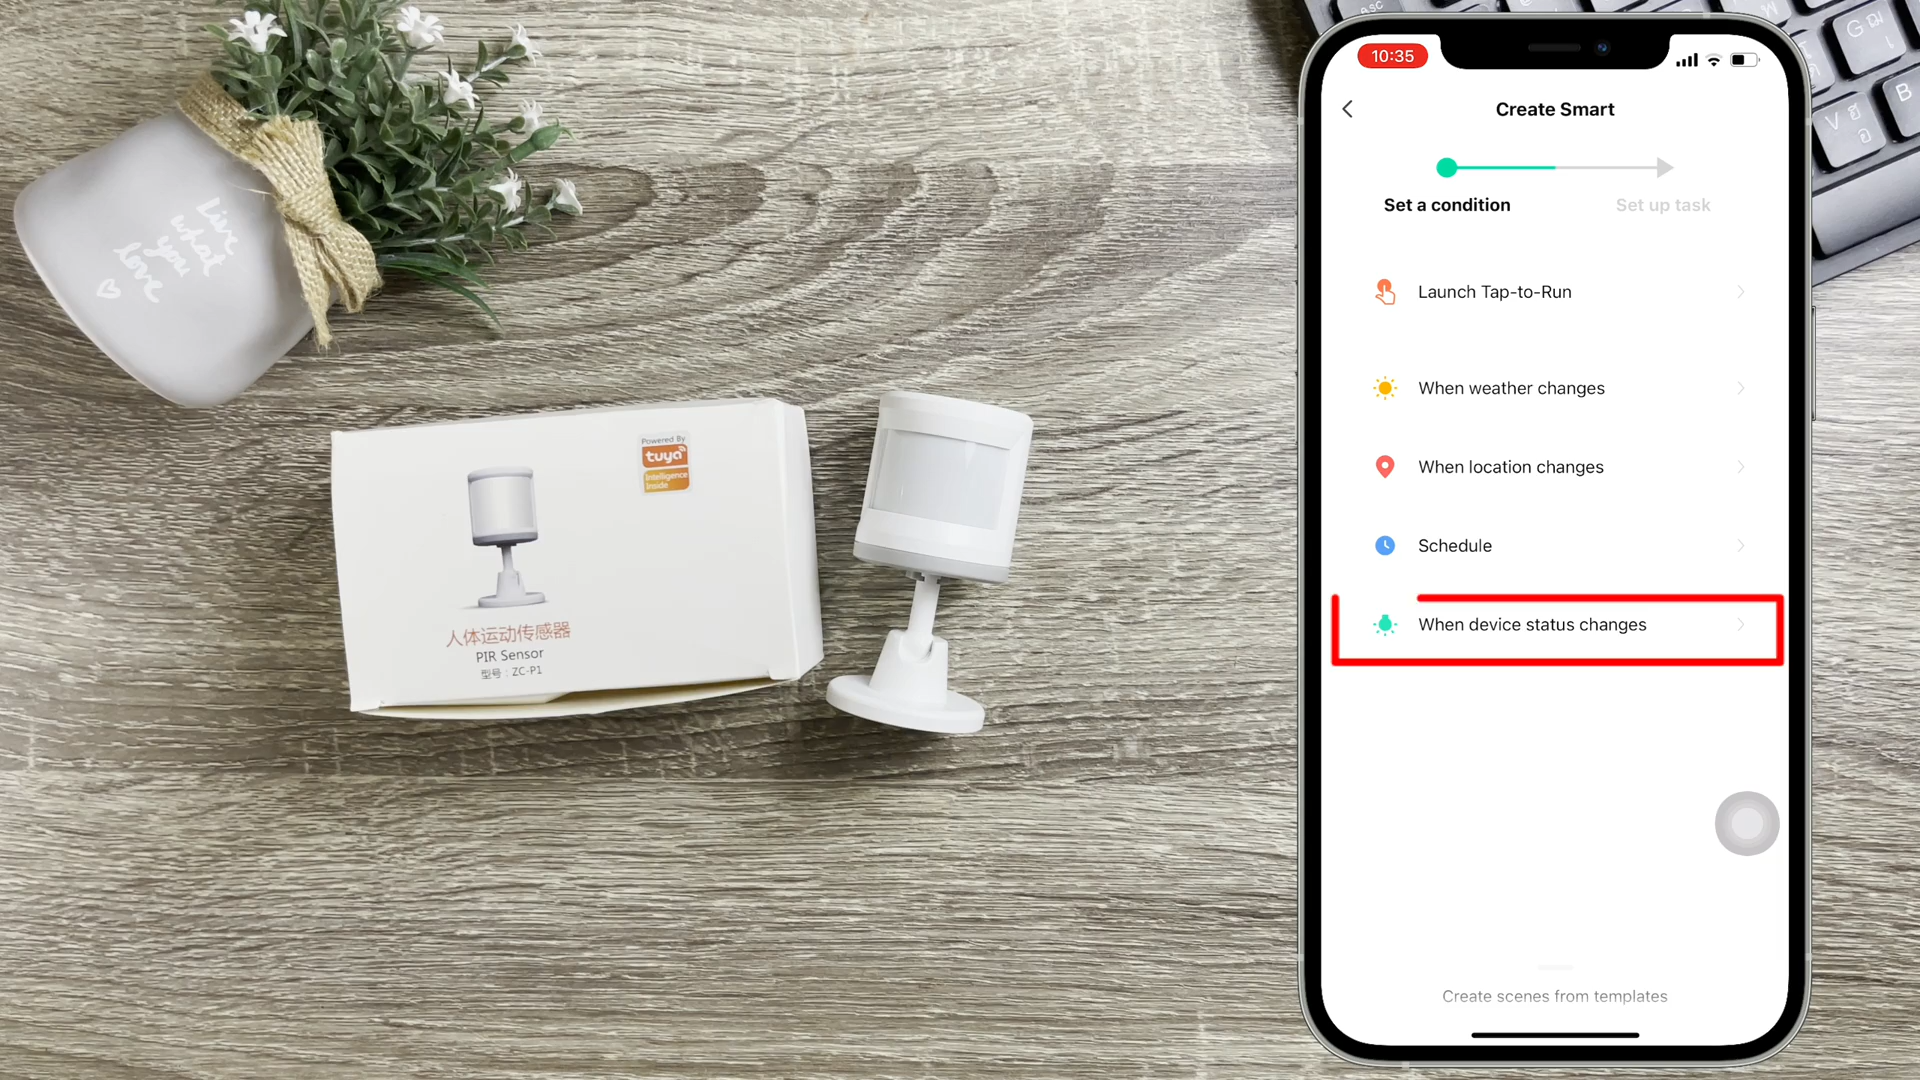 Live
what
you
love
Powered By
tuya
Intelligence
Inside
人体运动传感器
PIR Sensor
型号：ZC-P1
esc
G
V
B
10:35
Create Smart
Set a condition
Set up task
Launch Tap-to-Run
When weather changes
When location changes
Schedule
When device status changes
Create scenes from templates